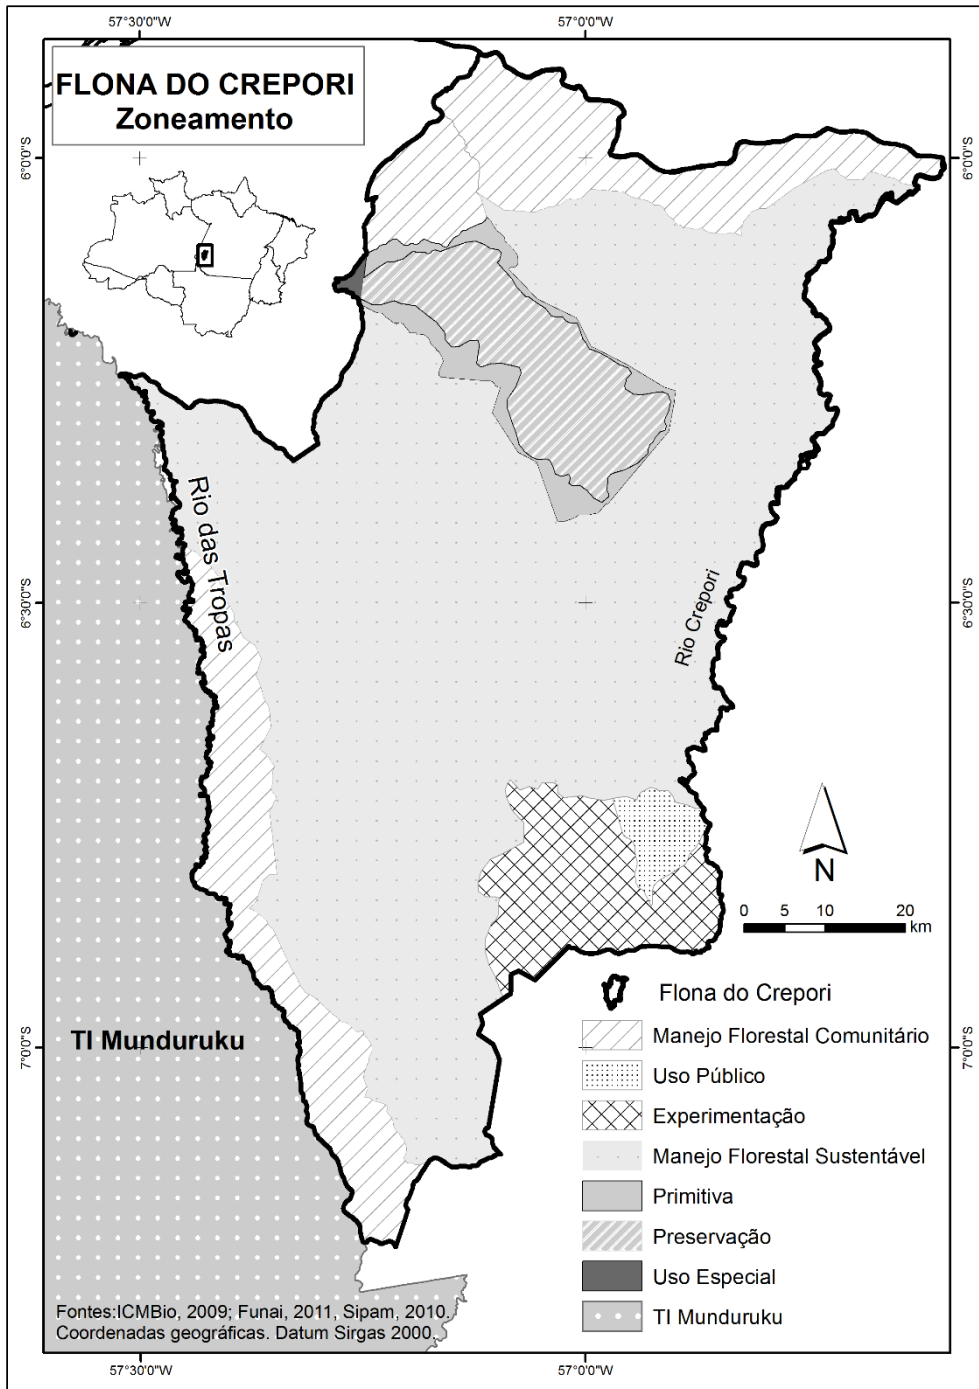 57°30'0"W
57°0'0"W
FLONA DO CREPORI
Zoneamento
6°0'0"S
6°0'0"S
Rio das Tropas
6°30'0"S
Rio Crepori
6°30'0"S
N
0 5 10 20
km
TI Munduruku
7°0'0"S
7°0'0"S
Flona do Crepori
Manejo Florestal Comunitário
Uso Público
Experimentação
Manejo Florestal Sustentável
Primitiva
Preservação
Uso Especial
TI Munduruku
Fontes:ICMBio, 2009; Funai, 2011, Sipam, 2010.
Coordenadas geográficas. Datum Sirgas 2000.
57°30'0"W
57°0'0"W